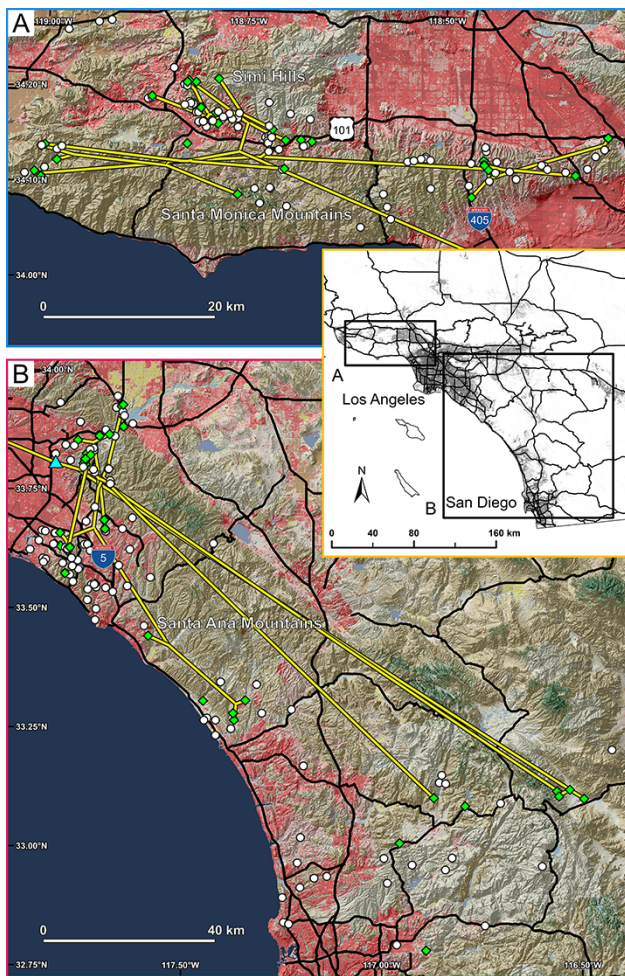 A
119.00°W
118.75°W
118.50°W
34.20°N
Simi Hills
101
34.10°N
Santa Monica Mountains
405
34.00°N
0 20 km
A
Los Angeles
N
B
San Diego
0 40 80 160 km
B
34.00°N
33.75°N
5
33.50°N
Santa Ana Mountains
33.25°N
33.00°N
0 40 km
32.75°N
117.50°W
117.00°W
116.50°W